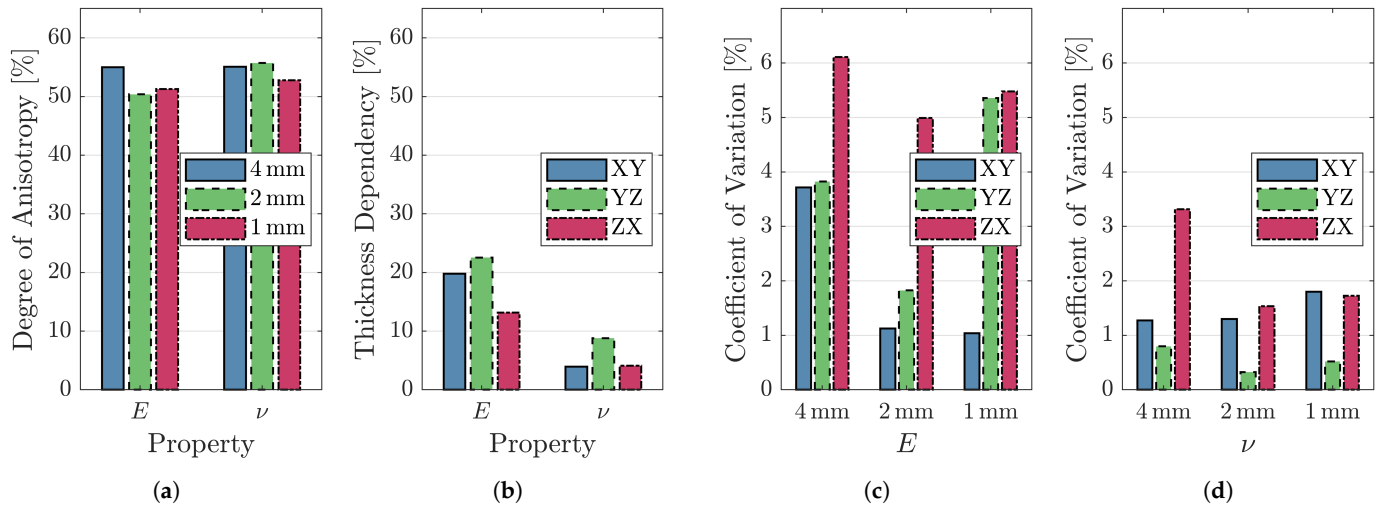 Degree of Anisotropy [%]
60
50
40
30
20
10
0
4 mm
2 mm
1 mm
E
ν
Property
(a)
Thickness Dependency [%]
60
50
40
30
20
10
0
XY
YZ
ZX
E
ν
Property
(b)
Coefficient of Variation [%]
6
5
4
3
2
1
0
XY
YZ
ZX
4 mm
2 mm
1 mm
E
(c)
Coefficient of Variation [%]
6
5
4
3
2
1
0
XY
YZ
ZX
4 mm
2 mm
1 mm
ν
(d)